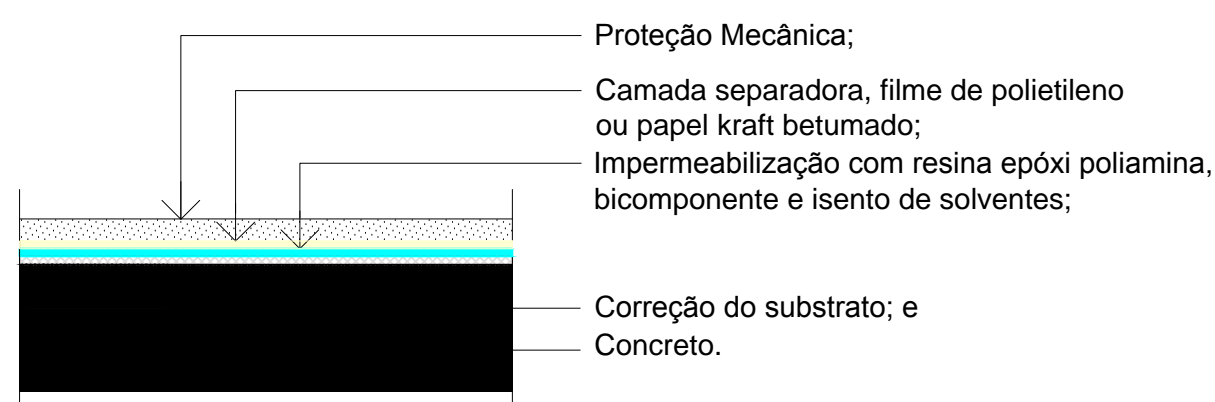 Proteção Mecânica;
Camada separadora, filme de polietileno
ou papel kraft betumado;
Impermeabilização com resina epóxi poliamina,
bicomponente e isento de solventes;
Correção do substrato; e
Concreto.